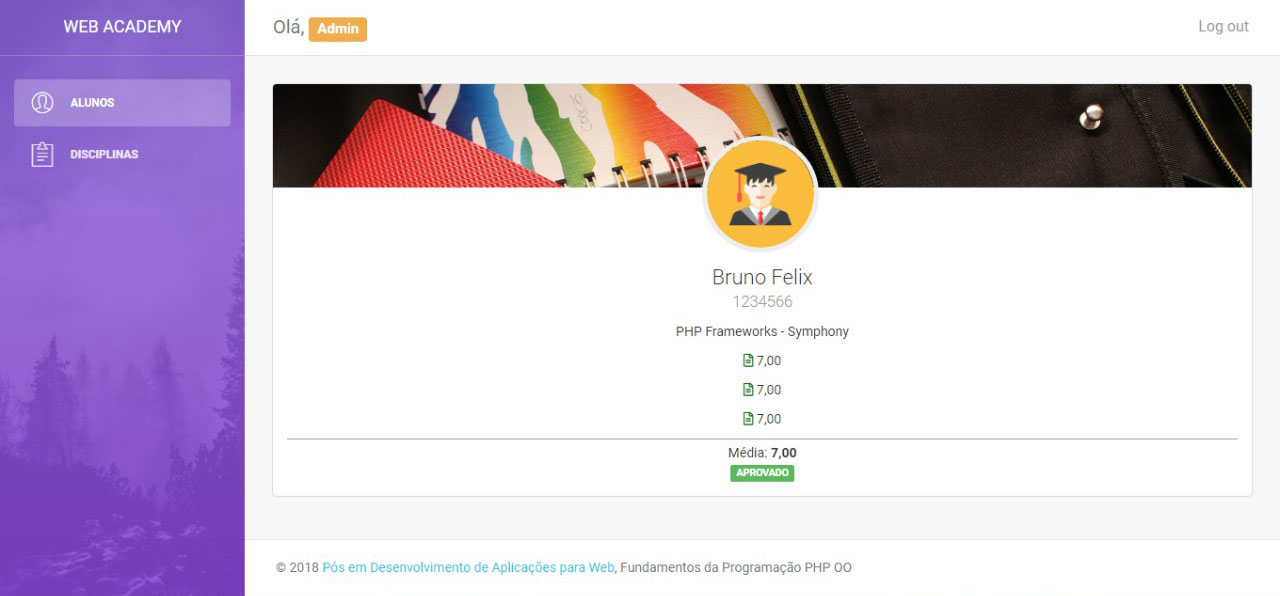 WEB ACADEMY
ALUNOS
DISCIPLINAS
Olá, Admin
Log out
Bruno Felix
1234566
PHP Frameworks - Symphony
7,00
7,00
7,00
Média: 7,00
APROVADO
© 2018 Pós em Desenvolvimento de Aplicações para Web, Fundamentos da Programação PHP OO